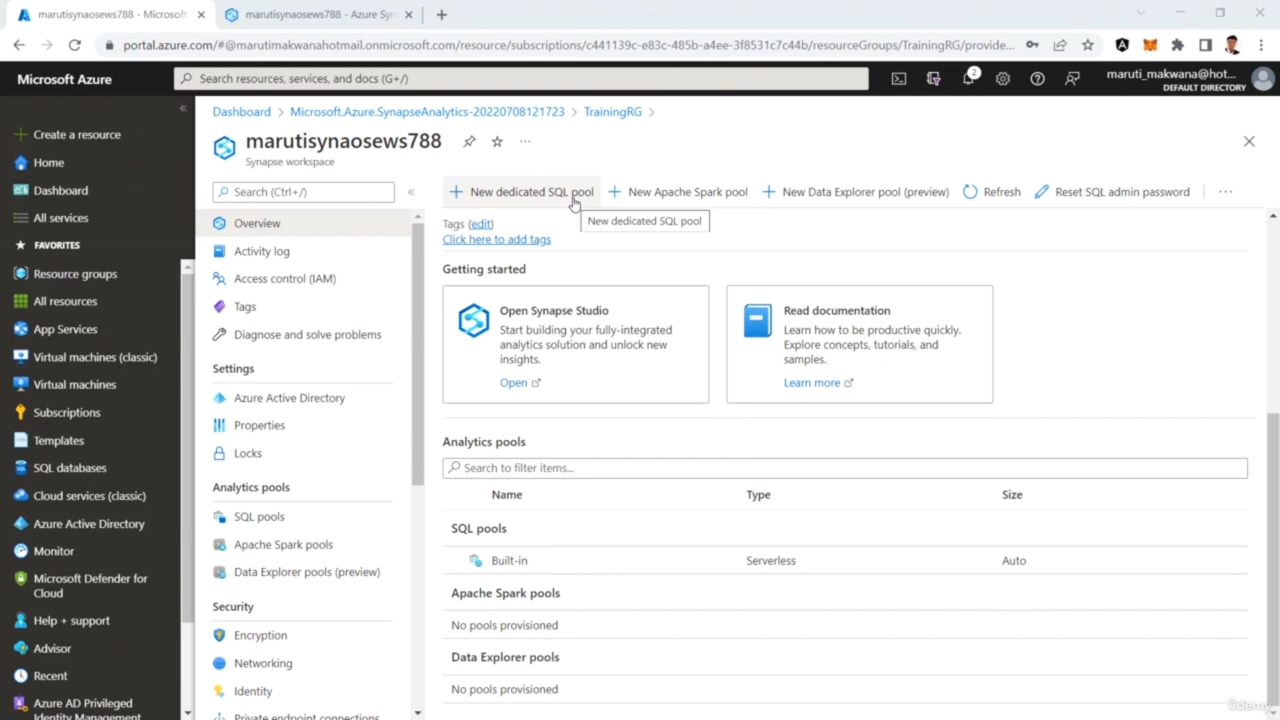 marutisynaosews788 - Microsoft
marutisynaosews788 - Azure Syn
portal.azure.com/#@marutimakwanahotmail.onmicrosoft.com/resource/subscriptions/c441139c-e83c-485b-a4ee-3f8531c7c44b/resourceGroups/TrainingRG/provide...
Microsoft Azure
Search resources, services, and docs (G+/)
2
maruti_makwana@hot...
DEFAULT DIRECTORY
Create a resource
Home
Dashboard
All services
FAVORITES
Resource groups
All resources
App Services
Virtual machines (classic)
Virtual machines
Subscriptions
Templates
SQL databases
Cloud services (classic)
Azure Active Directory
Monitor
Microsoft Defender for
Cloud
Help + support
Advisor
Recent
Azure AD Privileged
Identity Management
Dashboard > Microsoft.Azure.SynapseAnalytics-20220708121723 > TrainingRG >
marutisynaosews788
Synapse workspace
Search (Ctrl+/)
Overview
Activity log
Access control (IAM)
Tags
Diagnose and solve problems
Settings
Azure Active Directory
Properties
Locks
Analytics pools
SQL pools
Apache Spark pools
Data Explorer pools (preview)
Security
Encryption
Networking
Identity
Private endpoint connections
New dedicated SQL pool
New Apache Spark pool
New Data Explorer pool (preview)
Refresh
Reset SQL admin password
New dedicated SQL pool
Tags (edit)
Click here to add tags
Getting started
Open Synapse Studio
Start building your fully-integrated
analytics solution and unlock new
insights.
Open
Read documentation
Learn how to be productive quickly.
Explore concepts, tutorials, and
samples.
Learn more
Analytics pools
Search to filter items...
Name Type Size
SQL pools
Built-in Serverless Auto
Apache Spark pools
No pools provisioned
Data Explorer pools
No pools provisioned
Udemy